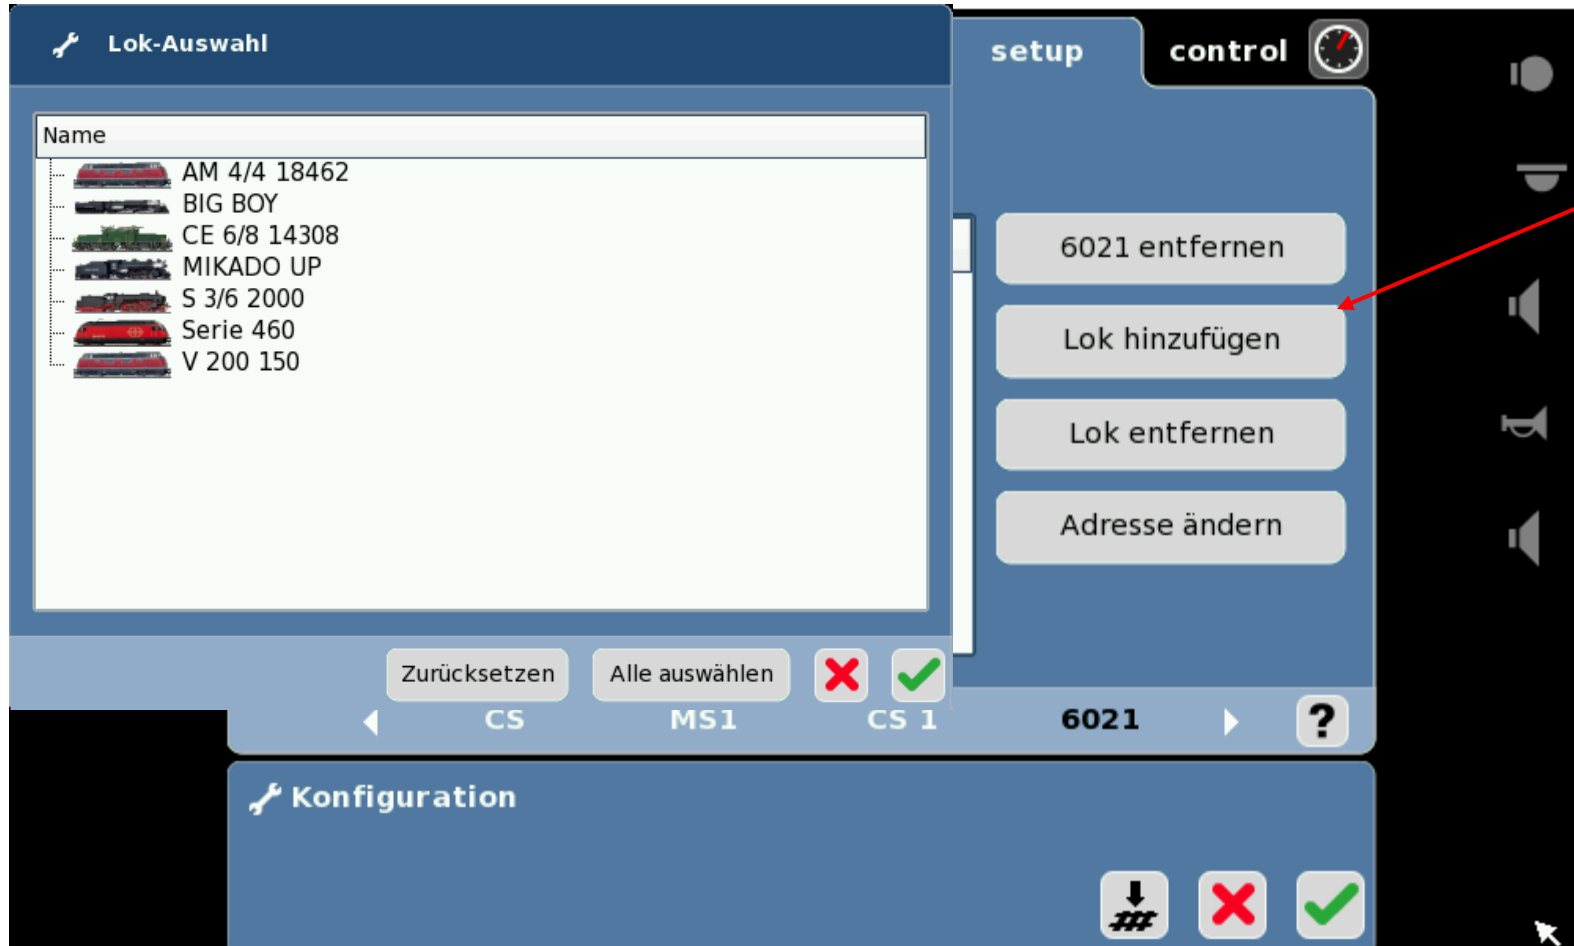 Lok-Auswahl
setup
control
Name
AM 4/4 18462
BIG BOY
CE 6/8 14308
MIKADO UP
S 3/6 2000
Serie 460
V 200 150
6021 entfernen
Lok hinzufügen
Lok entfernen
Adresse ändern
Zurücksetzen
Alle auswählen
CS
MS1
CS 1
6021
?
Konfiguration